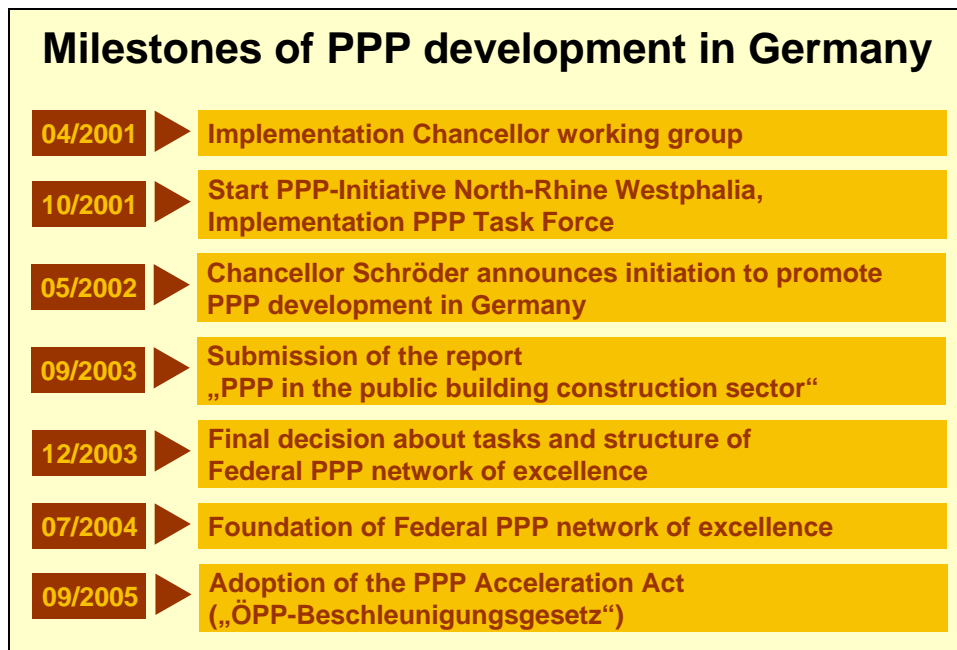 Milestones of PPP development in Germany
04/2001
Implementation Chancellor working group
10/2001
Start PPP-Initiative North-Rhine Westphalia,
Implementation PPP Task Force
05/2002
Chancellor Schröder announces initiation to promote
PPP development in Germany
09/2003
Submission of the report
„PPP in the public building construction sector“
12/2003
Final decision about tasks and structure of
Federal PPP network of excellence
07/2004
Foundation of Federal PPP network of excellence
09/2005
Adoption of the PPP Acceleration Act
(„ÖPP-Beschleunigungsgesetz“)